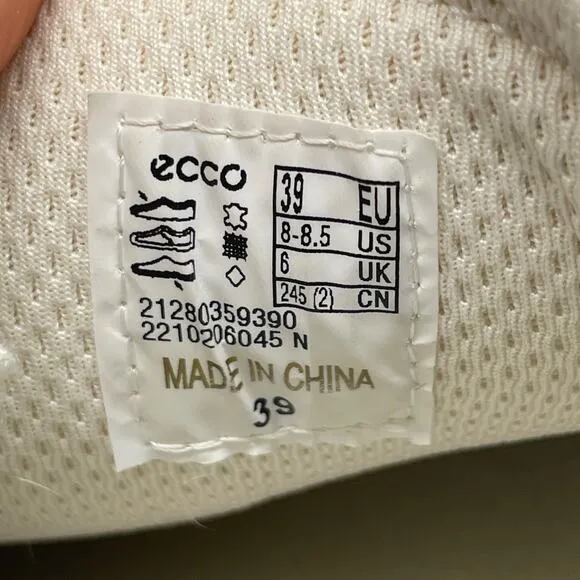 ecco
39 EU
8-8.5 US
6 UK
245 (2) CN
21280359390
2210206045 N
MADE IN CHINA
39